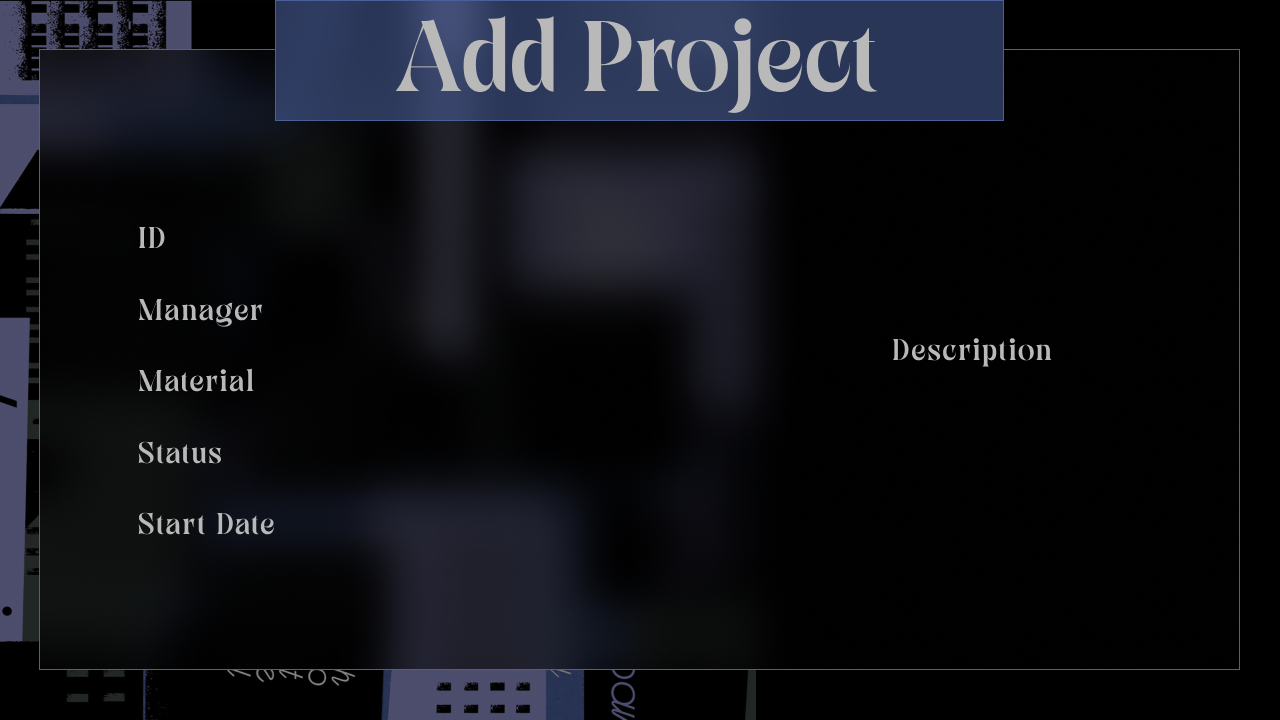 Add Project
ID
Manager
Material
Status
Start Date
Description